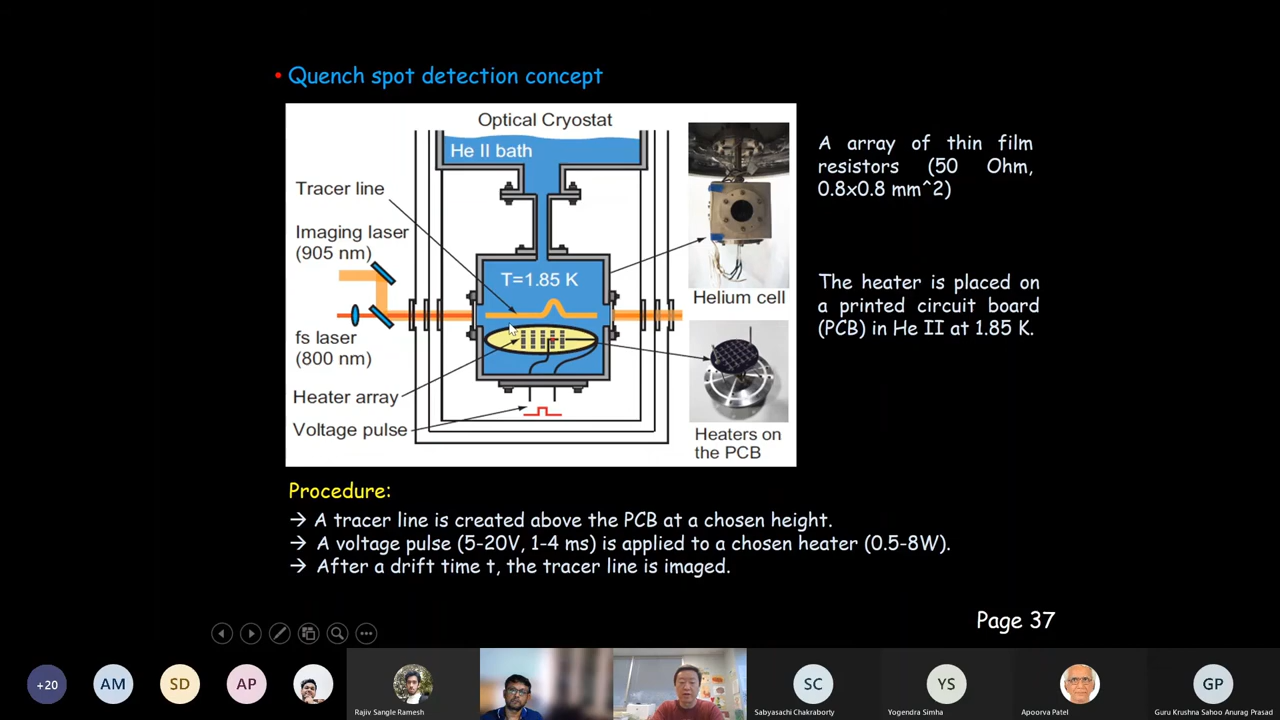 • Quench spot detection concept
Optical Cryostat
He II bath
Tracer line
Imaging laser
(905 nm)
T=1.85 K
fs laser
(800 nm)
Heater array
Voltage pulse
Helium cell
Heaters on
the PCB
A array of thin film
resistors (50 Ohm,
0.8x0.8 mm^2)
The heater is placed on
a printed circuit board
(PCB) in He II at 1.85 K.
Procedure:
→ A tracer line is created above the PCB at a chosen height.
→ A voltage pulse (5-20V, 1-4 ms) is applied to a chosen heater (0.5-8W).
→ After a drift time t, the tracer line is imaged.
Page 37
+20
AM
SD
AP
SC
YS
GP
Rajiv Sangle Ramesh
Sabyasachi Chakraborty
Yogendra Simha
Apoorva Patel
Guru Krushna Sahoo Anurag Prasad